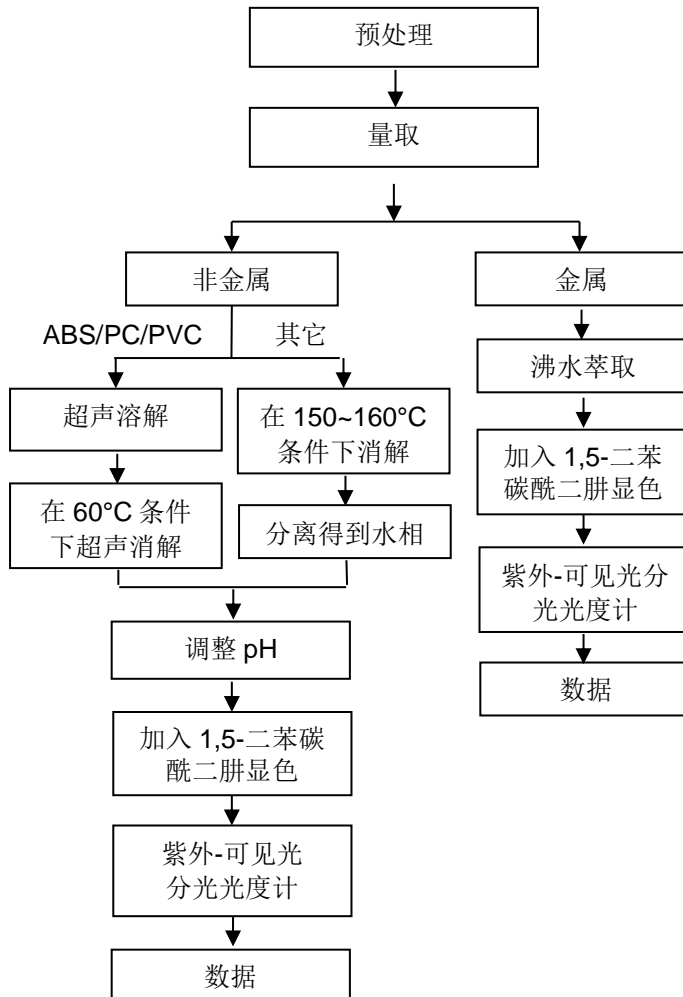 预处理
量取
非金属
金属
ABS/PC/PVC
其它
超声溶解
在 60°C 条件
下超声消解
在 150~160°C
条件下消解
分离得到水相
调整 pH
加入 1,5-二苯碳
酰二肼显色
紫外-可见光
分光光度计
数据
沸水萃取
加入 1,5-二苯
碳酰二肼显色
紫外-可见光分
光光度计
数据